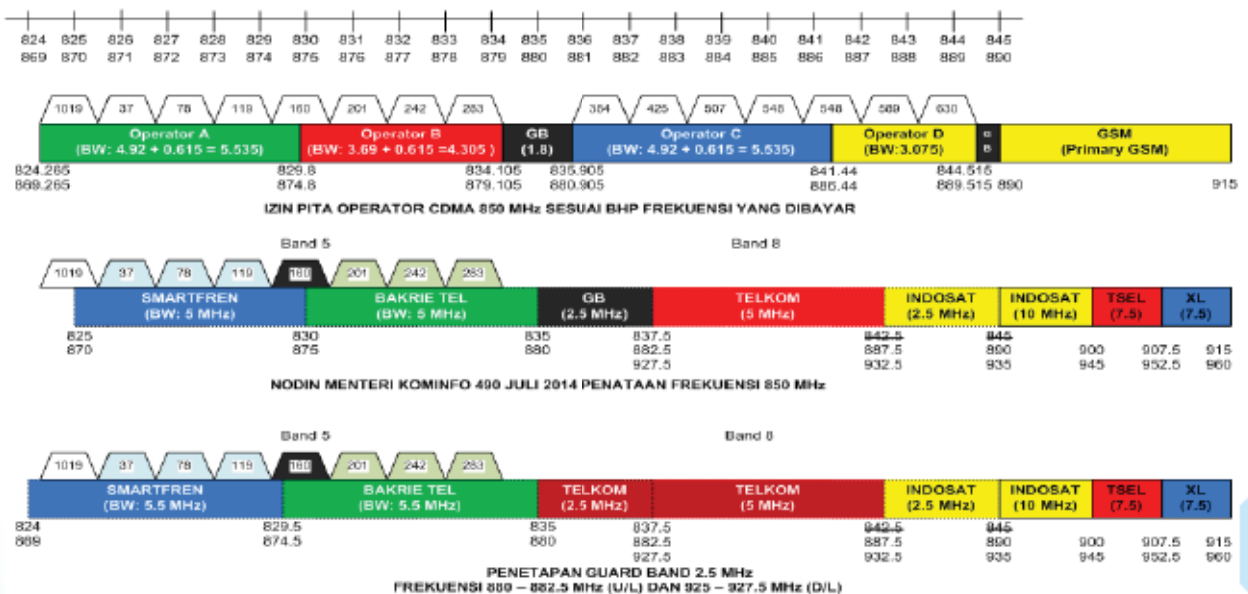 824 825 826 827 828 829 830 831 832 833 834 835 836 837 838 839 840 841 842 843 844 845
869 870 871 872 873 874 875 876 877 878 879 880 881 882 883 884 885 886 887 888 889 890
1019 37 78 119 160 201 242 283 384 425 507 548 548 589 630
Operator A Operator B GB Operator C Operator D G GSM
(BW: 4.92 + 0.615 = 5.535) (BW: 3.69 + 0.615 =4.305 ) (1.8) (BW: 4.92 + 0.615 = 5.535) (BW:3.075) B (Primary GSM)
824.265 829.8 834.105 835.905 841.44 844.515
869.265 874.8 879.105 880.905 886.44 889.515 890 915
IZIN PITA OPERATOR CDMA 850 MHz SESUAI BHP FREKUENSI YANG DIBAYAR
Band 5 Band 8
1019 37 78 119 160 201 242 283
SMARTFREN BAKRIE TEL GB TELKOM INDOSAT INDOSAT TSEL XL
(BW: 5 MHz) (BW: 5 MHz) (2.5 MHz) (5 MHz) (2.5 MHz) (10 MHz) (7.5) (7.5)
825 830 835 837.5 842.5 845
870 875 880 882.5 887.5 890 900 907.5 915
927.5 932.5 935 945 952.5 960
NODIN MENTERI KOMINFO 490 JULI 2014 PENATAAN FREKUENSI 850 MHz
Band 5 Band 8
1019 37 78 119 160 201 242 283
SMARTFREN BAKRIE TEL TELKOM TELKOM INDOSAT INDOSAT TSEL XL
(BW: 5.5 MHz) (BW: 5.5 MHz) (2.5 MHz) (5 MHz) (2.5 MHz) (10 MHz) (7.5) (7.5)
824 829.5 835 837.5 842.5 845
869 874.5 880 882.5 887.5 890 900 907.5 915
927.5 932.5 935 945 952.5 960
PENETAPAN GUARD BAND 2.5 MHz
FREKUENSI 880 – 882.5 MHz (U/L) DAN 925 – 927.5 MHz (D/L)